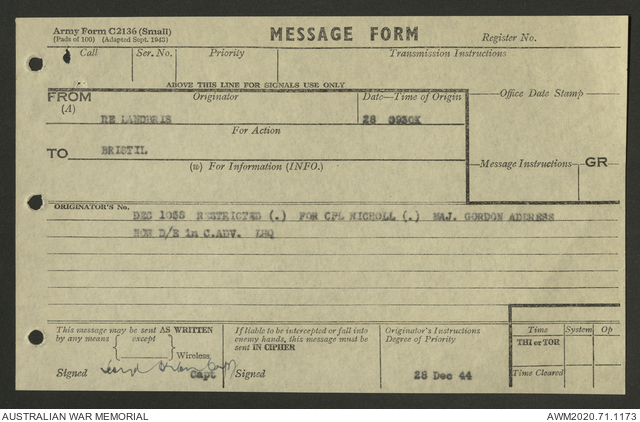 Army Form C2136 (Small)
(Pads of 100) (Adapted Sept. 1943)
MESSAGE FORM
Register No.
Call
Ser. No.
Priority
Transmission Instructions
ABOVE THIS LINE FOR SIGNALS USE ONLY
FROM
(A)
Originator
Date—Time of Origin
Office Date Stamp
RE LANDBRIS
28 0930K
For Action
TO
BRISTIL
(w) For Information (INFO.)
Message Instructions
GR
ORIGINATOR'S No.
DEC 1058 RESTRICTED (.) FOR CPL NICHOLL (.) MAJ. GORDON ADDRESS
NOW D/E in C.ADV. LHQ
This message may be sent AS WRITTEN
by any means
except
Wireless
Signed
Capt
If liable to be intercepted or fall into
enemy hands, this message must be
sent IN CIPHER
Signed
Originator's Instructions
Degree of Priority
28 Dec 44
Time
System
Op
THI or TOR
Time Cleared
AUSTRALIAN WAR MEMORIAL
AWM2020.71.1173